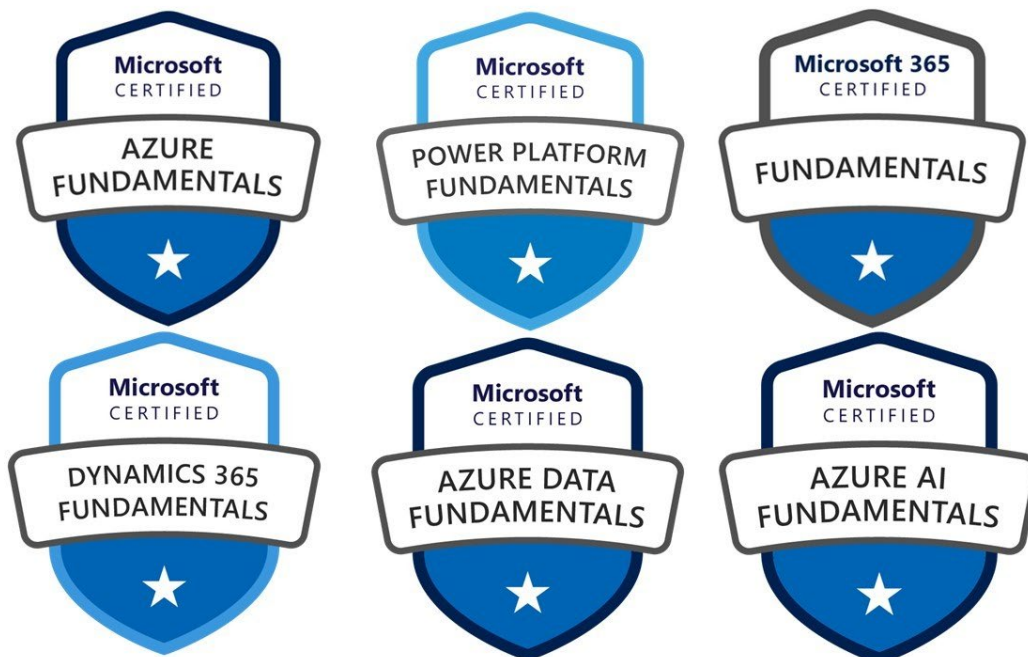 Microsoft
CERTIFIED
AZURE
FUNDAMENTALS
Microsoft
CERTIFIED
POWER PLATFORM
FUNDAMENTALS
Microsoft 365
CERTIFIED
FUNDAMENTALS
Microsoft
CERTIFIED
DYNAMICS 365
FUNDAMENTALS
Microsoft
CERTIFIED
AZURE DATA
FUNDAMENTALS
Microsoft
CERTIFIED
AZURE AI
FUNDAMENTALS